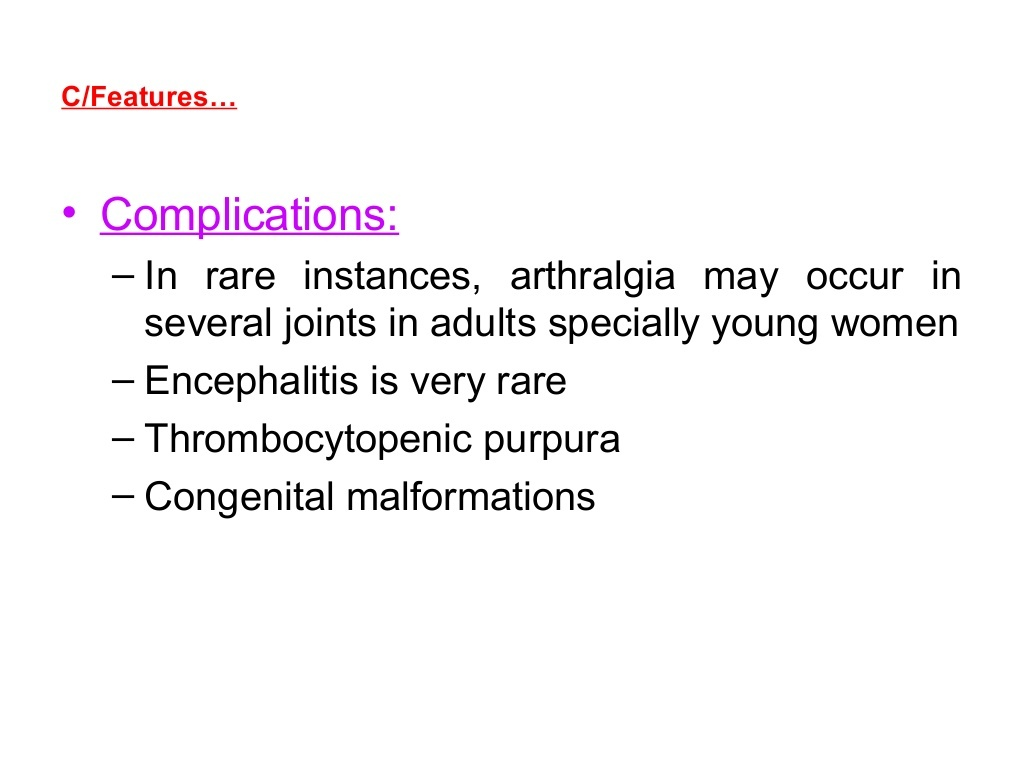 C/Features…
• Complications:
– In rare instances, arthralgia may occur in
several joints in adults specially young women
– Encephalitis is very rare
– Thrombocytopenic purpura
– Congenital malformations